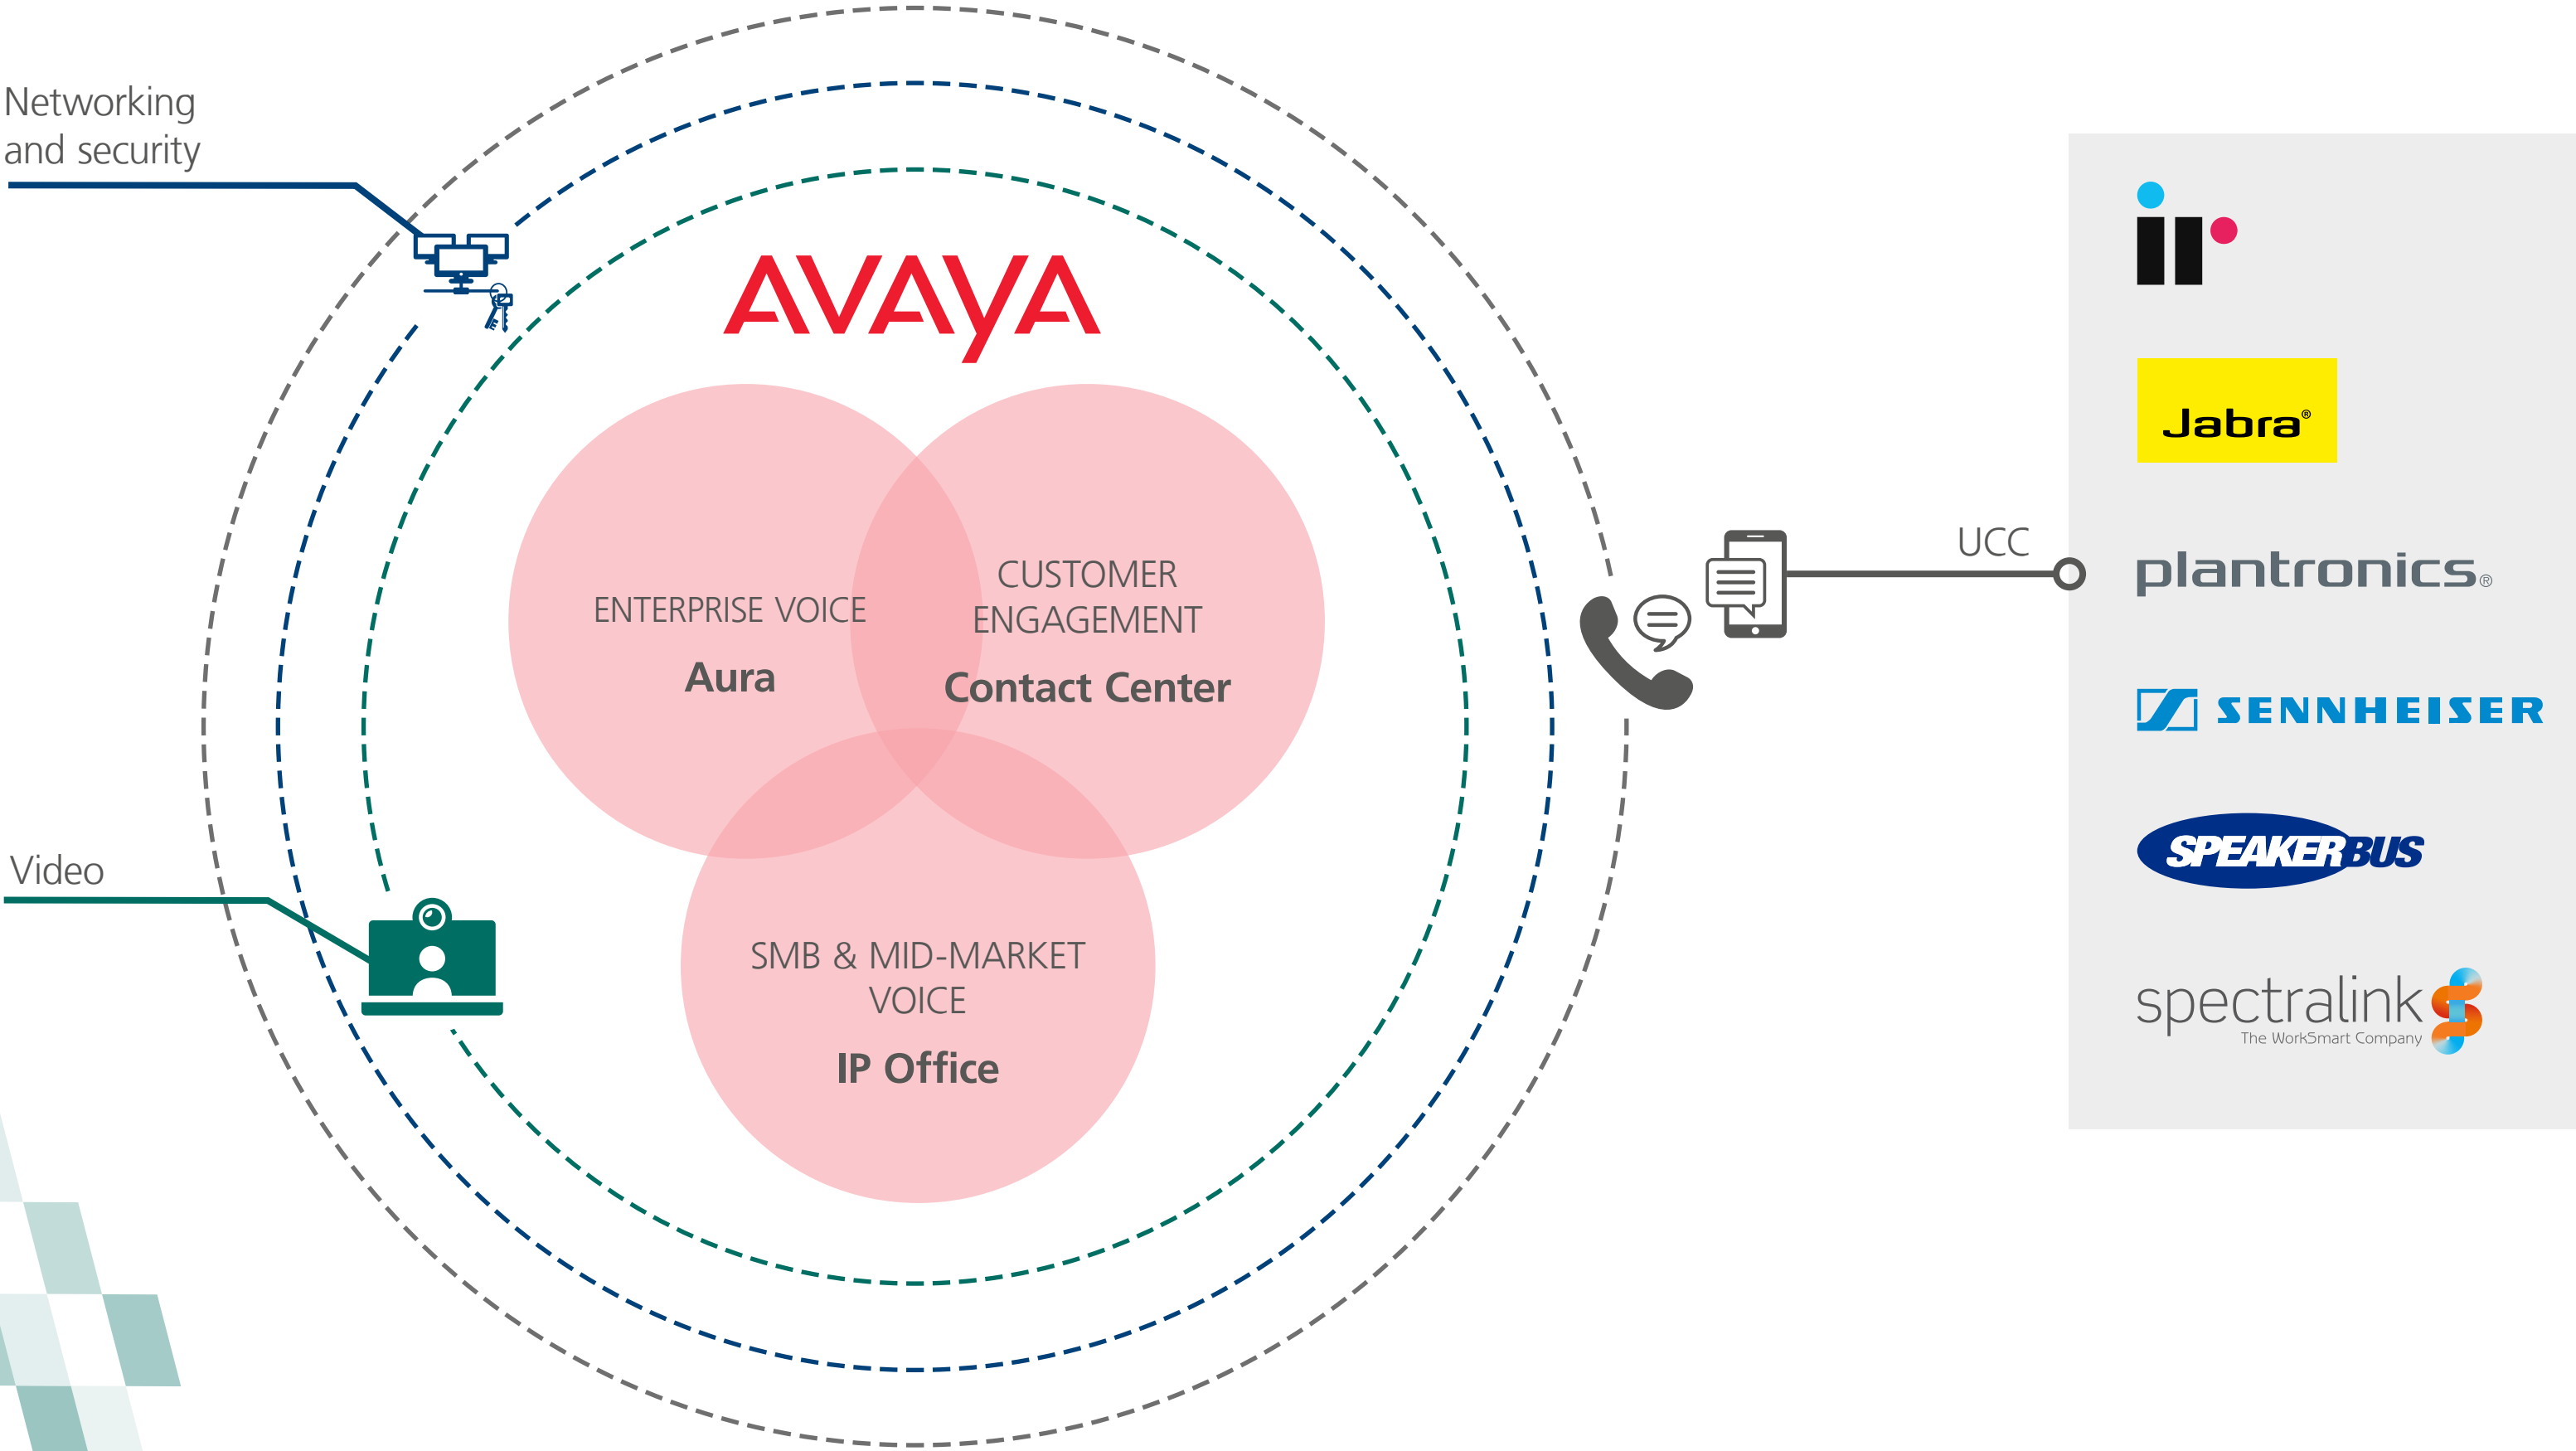 Networking
and security
AVAYA
ENTERPRISE VOICE
Aura
CUSTOMER
ENGAGEMENT
Contact Center
SMB & MID-MARKET
VOICE
IP Office
Video
UCC
ir
Jabra®
plantronics®
SENNHEISER
SPEAKERBUS
spectralink
The WorkSmart Company